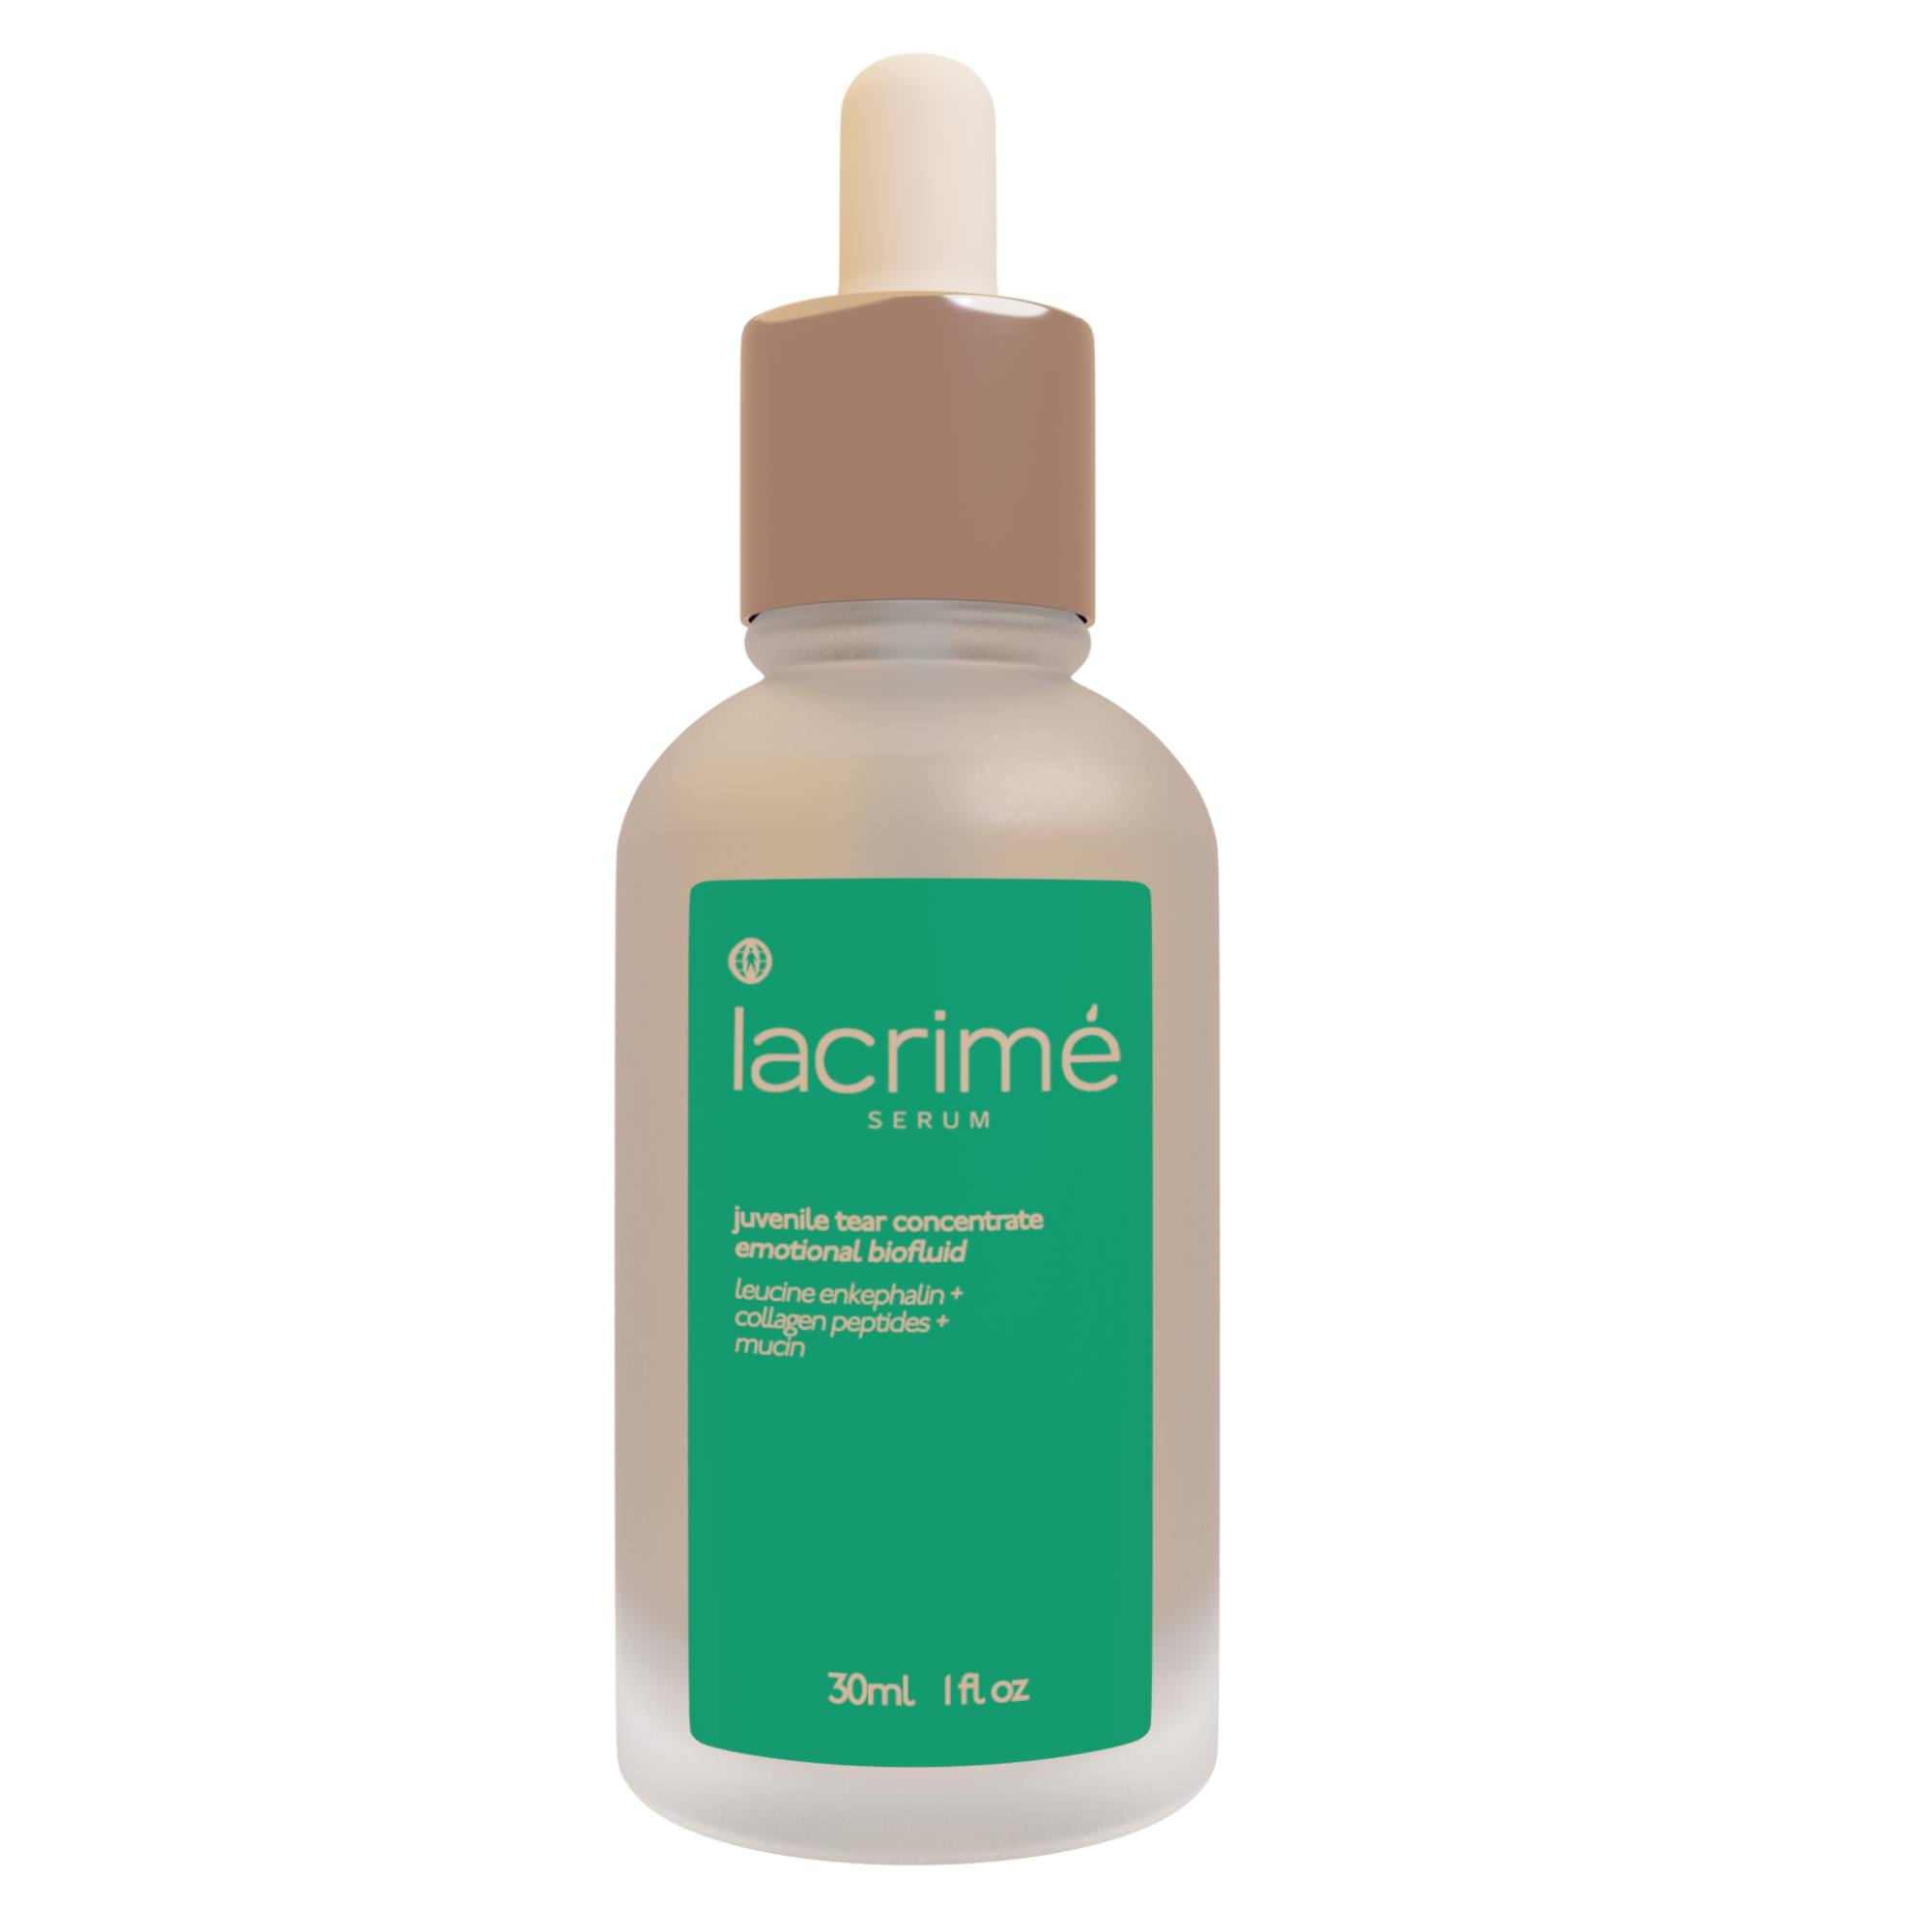 lacrimé
SERUM
juvenile tear concentrate
emotional biofluid
leucine enkephalin +
collagen peptides +
mucin
30ml 1 fl oz